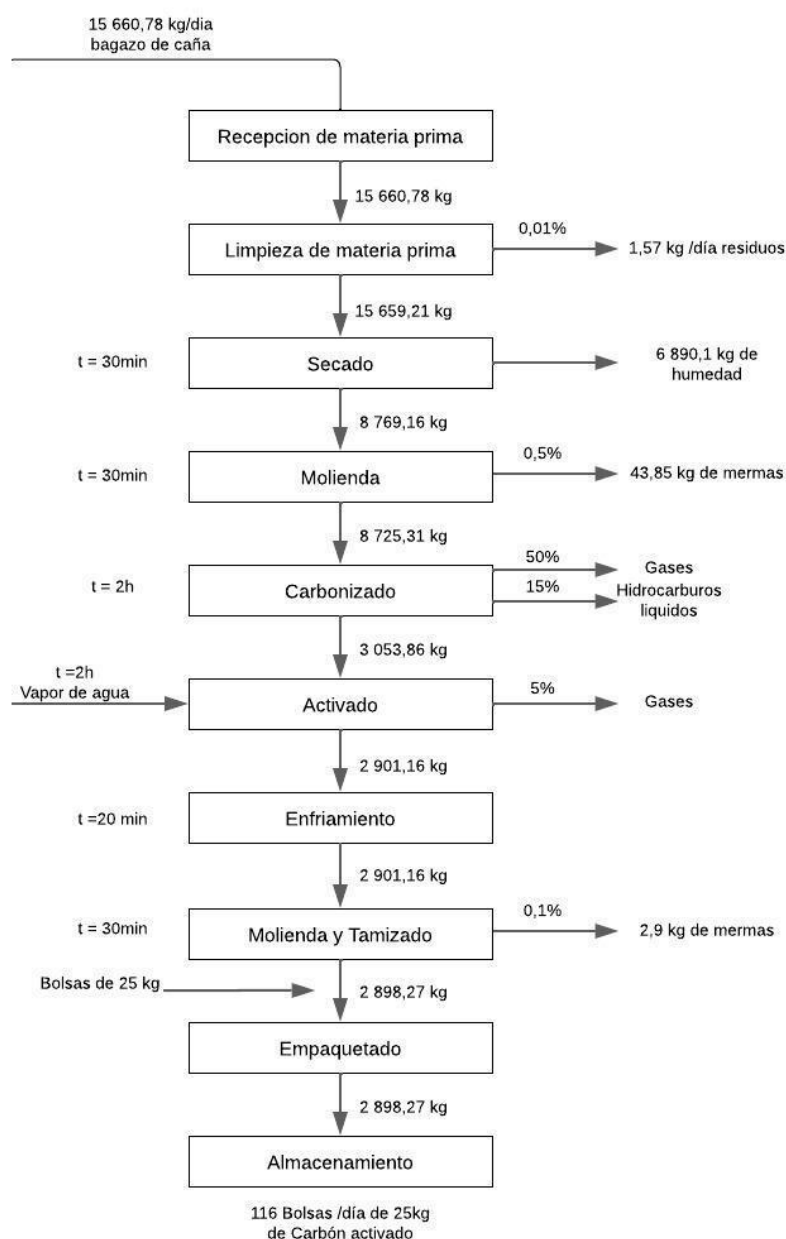 15 660,78 kg/dia
bagazo de caña
Recepcion de materia prima
15 660,78 kg
Limpieza de materia prima
0,01%
1,57 kg /día residuos
15 659,21 kg
t = 30min
Secado
6 890,1 kg de
humedad
8 769,16 kg
t = 30min
Molienda
0,5%
43,85 kg de mermas
8 725,31 kg
t = 2h
Carbonizado
50%
Gases
15%
Hidrocarburos
liquidos
3 053,86 kg
t =2h
Vapor de agua
Activado
5%
Gases
2 901,16 kg
t =20 min
Enfriamiento
2 901,16 kg
t = 30min
Molienda y Tamizado
0,1%
2,9 kg de mermas
Bolsas de 25 kg
2 898,27 kg
Empaquetado
2 898,27 kg
Almacenamiento
116 Bolsas /día de 25kg
de Carbón activado